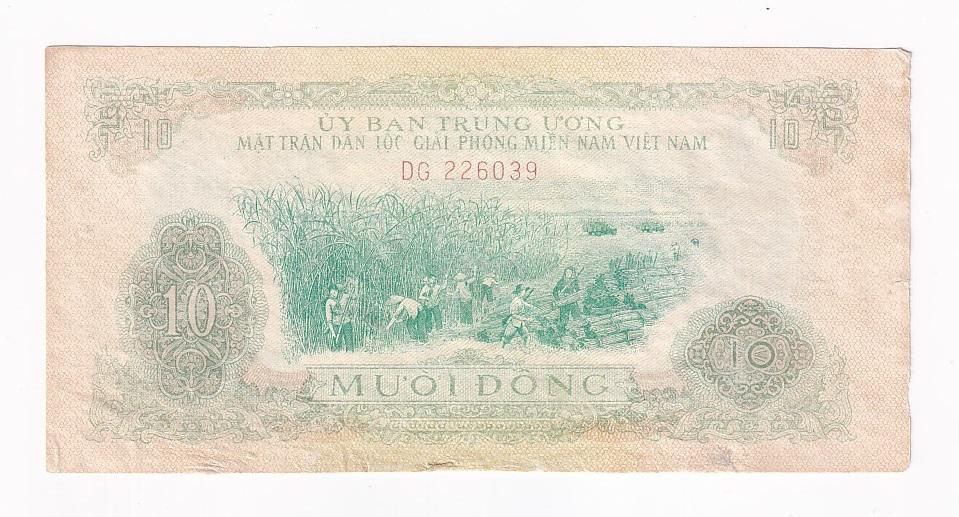 10 10
ỦY BAN TRUNG ƯƠNG
MẶT TRẬN DÂN TỘC GIẢI PHÓNG MIỀN NAM VIỆT NAM
DG 226039
10
10
MƯỜI DỒNG